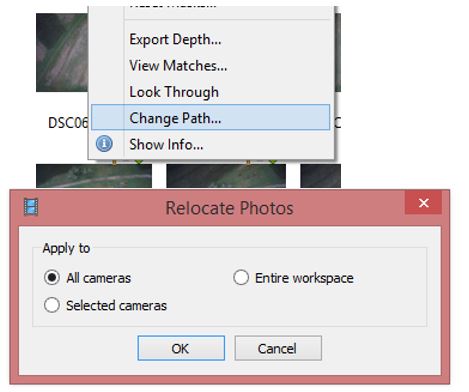 Export Depth...
View Matches...
Look Through
DSC06
Change Path...
C
Show Info...
Relocate Photos
Apply to
All cameras
Entire workspace
Selected cameras
OK
Cancel